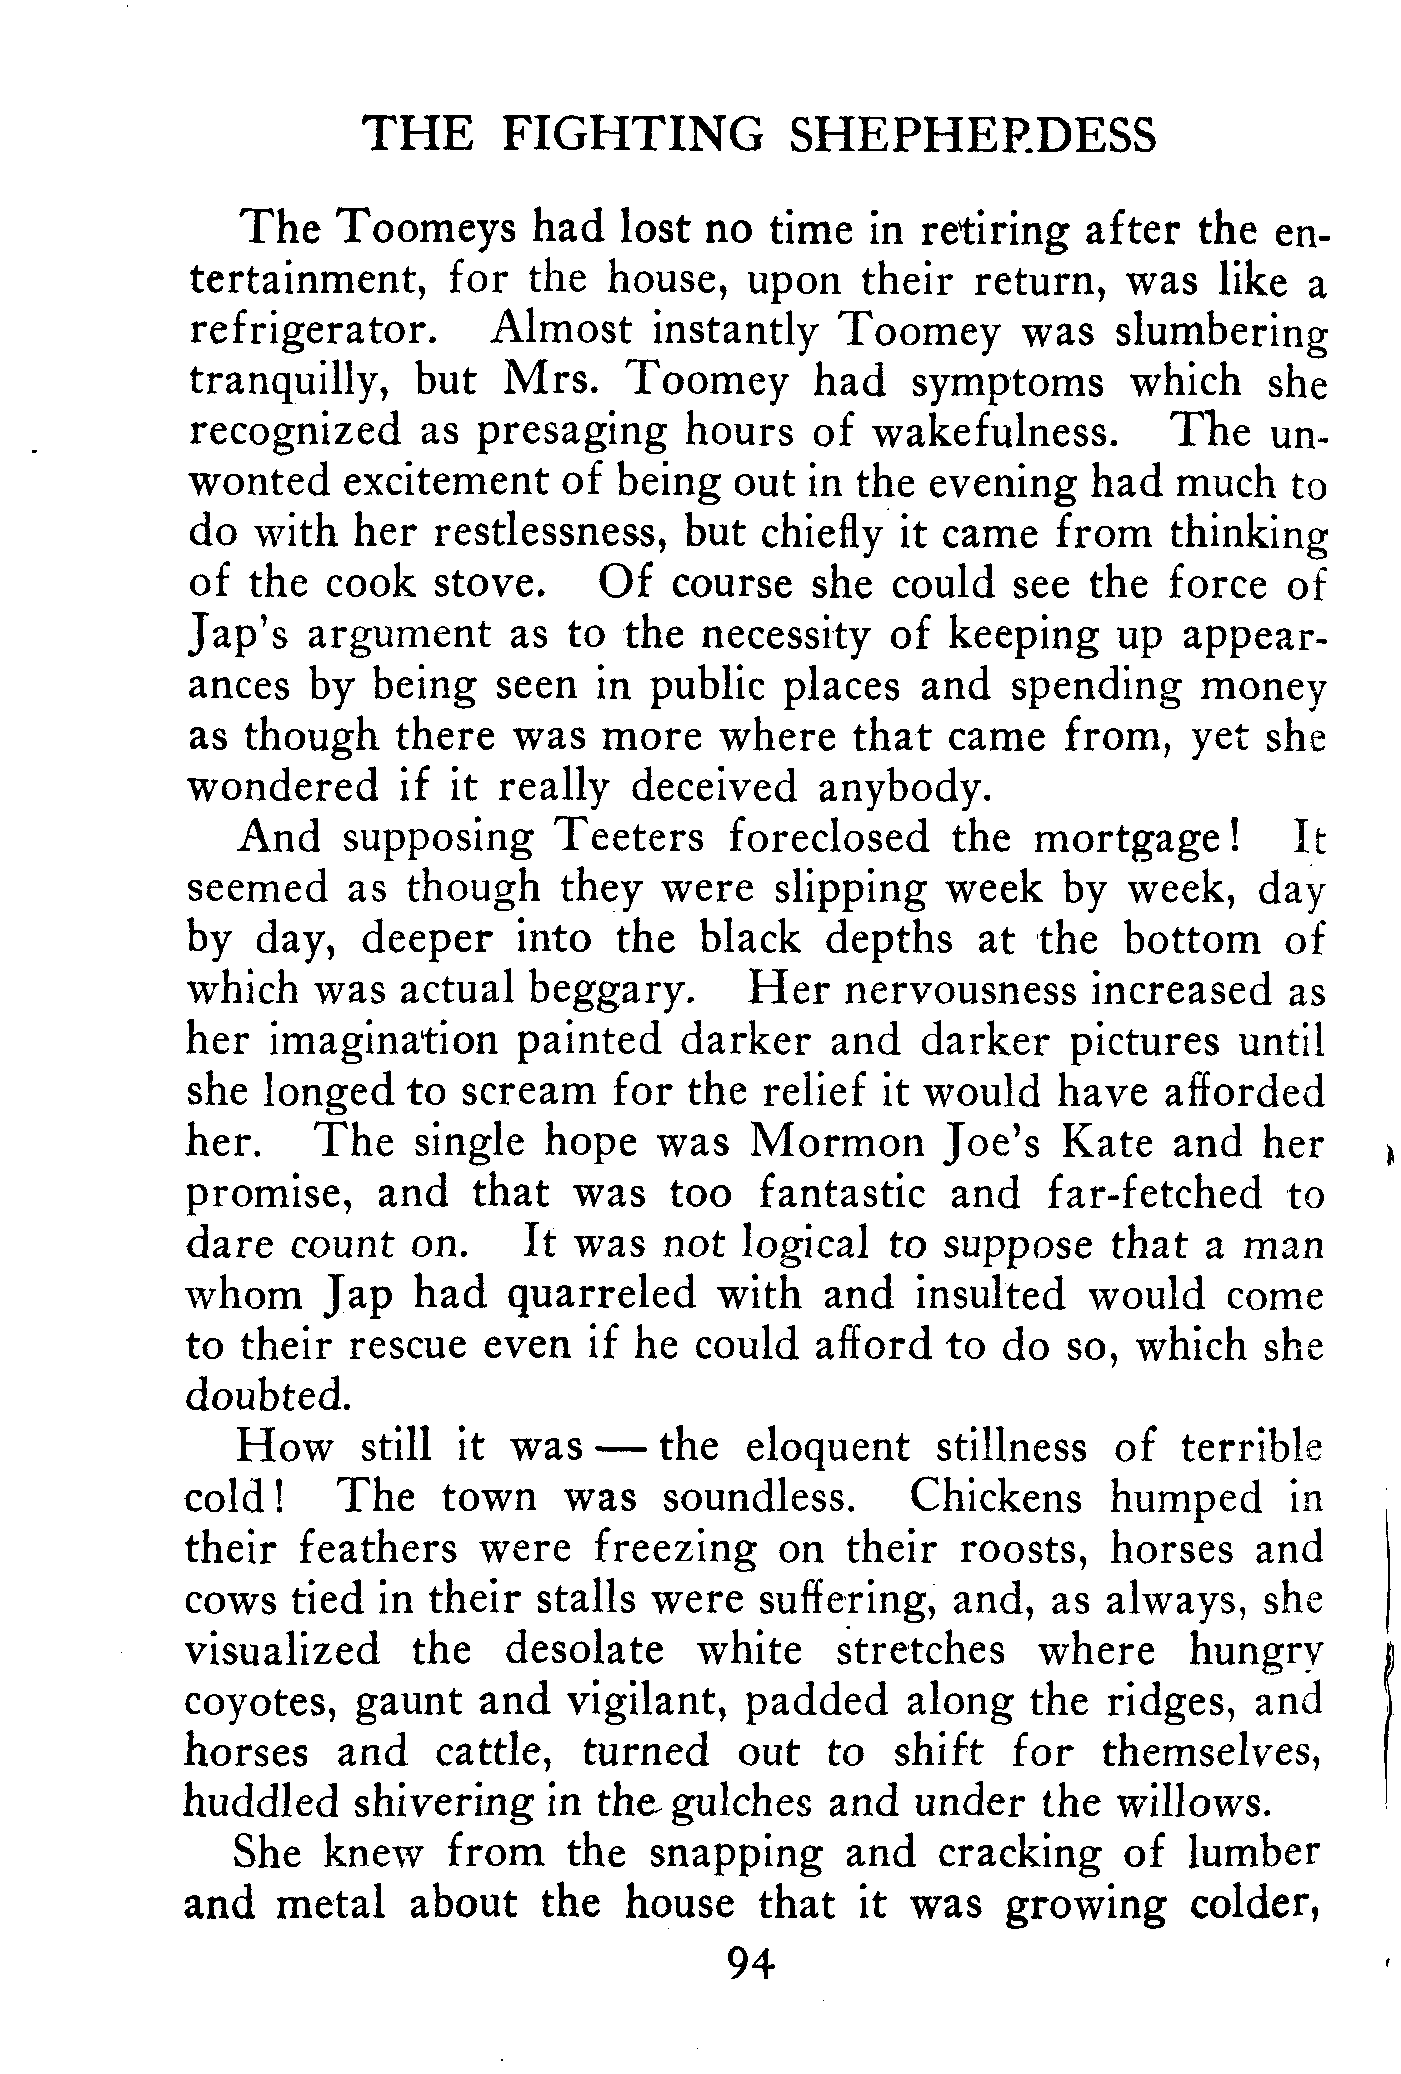 THE FIGHTING SHEPHERDESS
The Toomeys had lost no time in retiring after the en-
tertainment, for the house, upon their return, was like a
refrigerator. Almost instantly Toomey was slumbering
tranquilly, but Mrs. Toomey had symptoms which she
recognized as presaging hours of wakefulness. The un-
wonted excitement of being out in the evening had much to
do with her restlessness, but chiefly it came from thinking
of the cook stove. Of course she could see the force of
Jap's argument as to the necessity of keeping up appear-
ances by being seen in public places and spending money
as though there was more where that came from, yet she
wondered if it really deceived anybody.
And supposing Teeters foreclosed the mortgage! It
seemed as though they were slipping week by week, day
by day, deeper into the black depths at the bottom of
which was actual beggary. Her nervousness increased as
her imagination painted darker and darker pictures until
she longed to scream for the relief it would have afforded
her. The single hope was Mormon Joe's Kate and her
promise, and that was too fantastic and far-fetched to
dare count on. It was not logical to suppose that a man
whom Jap had quarreled with and insulted would come
to their rescue even if he could afford to do so, which she
doubted.
How still it was — the eloquent stillness of terrible
cold! The town was soundless. Chickens humped in
their feathers were freezing on their roosts, horses and
cows tied in their stalls were suffering, and, as always, she
visualized the desolate white stretches where hungry
coyotes, gaunt and vigilant, padded along the ridges, and
horses and cattle, turned out to shift for themselves,
huddled shivering in the gulches and under the willows.
She knew from the snapping and cracking of lumber
and metal about the house that it was growing colder,
94